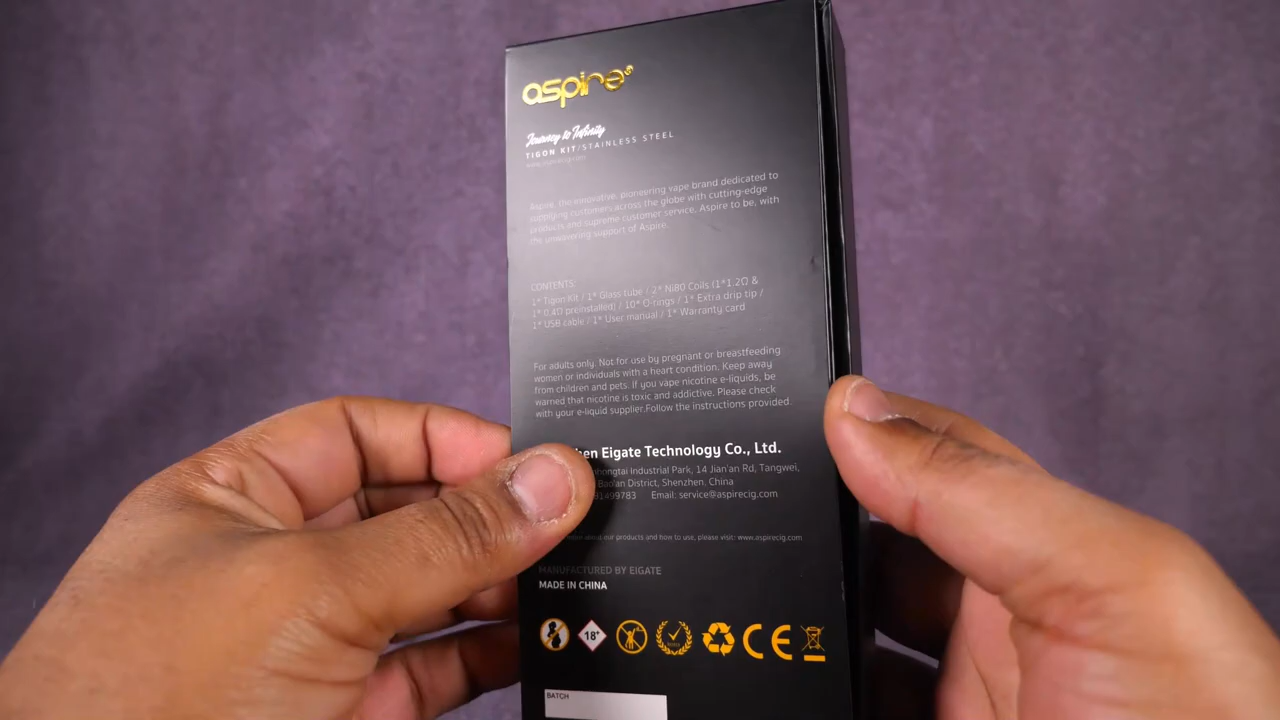 aspire
Journey to Infinity
TIGON KIT/STAINLESS STEEL
www.aspirecig.com
Aspire, the innovative, pioneering vape brand dedicated to
supplying customers across the globe with cutting-edge
products and supreme customer service. Aspire to be, with
the unwavering support of Aspire.
CONTENTS:
1* Tigon Kit / 1* Glass tube / 2* Ni80 Coils (1*1.2Ω &
1* 0.4Ω preinstalled) / 10* O-rings / 1* Extra drip tip /
1* USB cable / 1* User manual / 1* Warranty card
For adults only. Not for use by pregnant or breastfeeding
women or individuals with a heart condition. Keep away
from children and pets. If you vape nicotine e-liquids, be
warned that nicotine is toxic and addictive. Please check
with your e-liquid supplier.Follow the instructions provided.
Eigate Technology Co., Ltd.
Industrial Park, 14 Jian'an Rd, Tangwei,
Bao'an District, Shenzhen, China
81499783 Email: service@aspirecig.com
about our products and how to use, please visit: www.aspirecig.com
MANUFACTURED BY EIGATE
MADE IN CHINA
18+
CE
BATCH